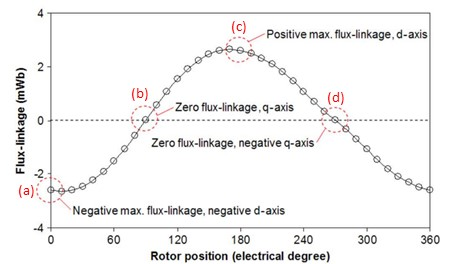 (c)
Positive max. flux-linkage, d-axis
(b)
Zero flux-linkage, q-axis
(d)
Zero flux-linkage, negative q-axis
(a)
Negative max. flux-linkage, negative d-axis
Flux-linkage (mWb)
4
2
0
-2
-4
0 60 120 180 240 300 360
Rotor position (electrical degree)